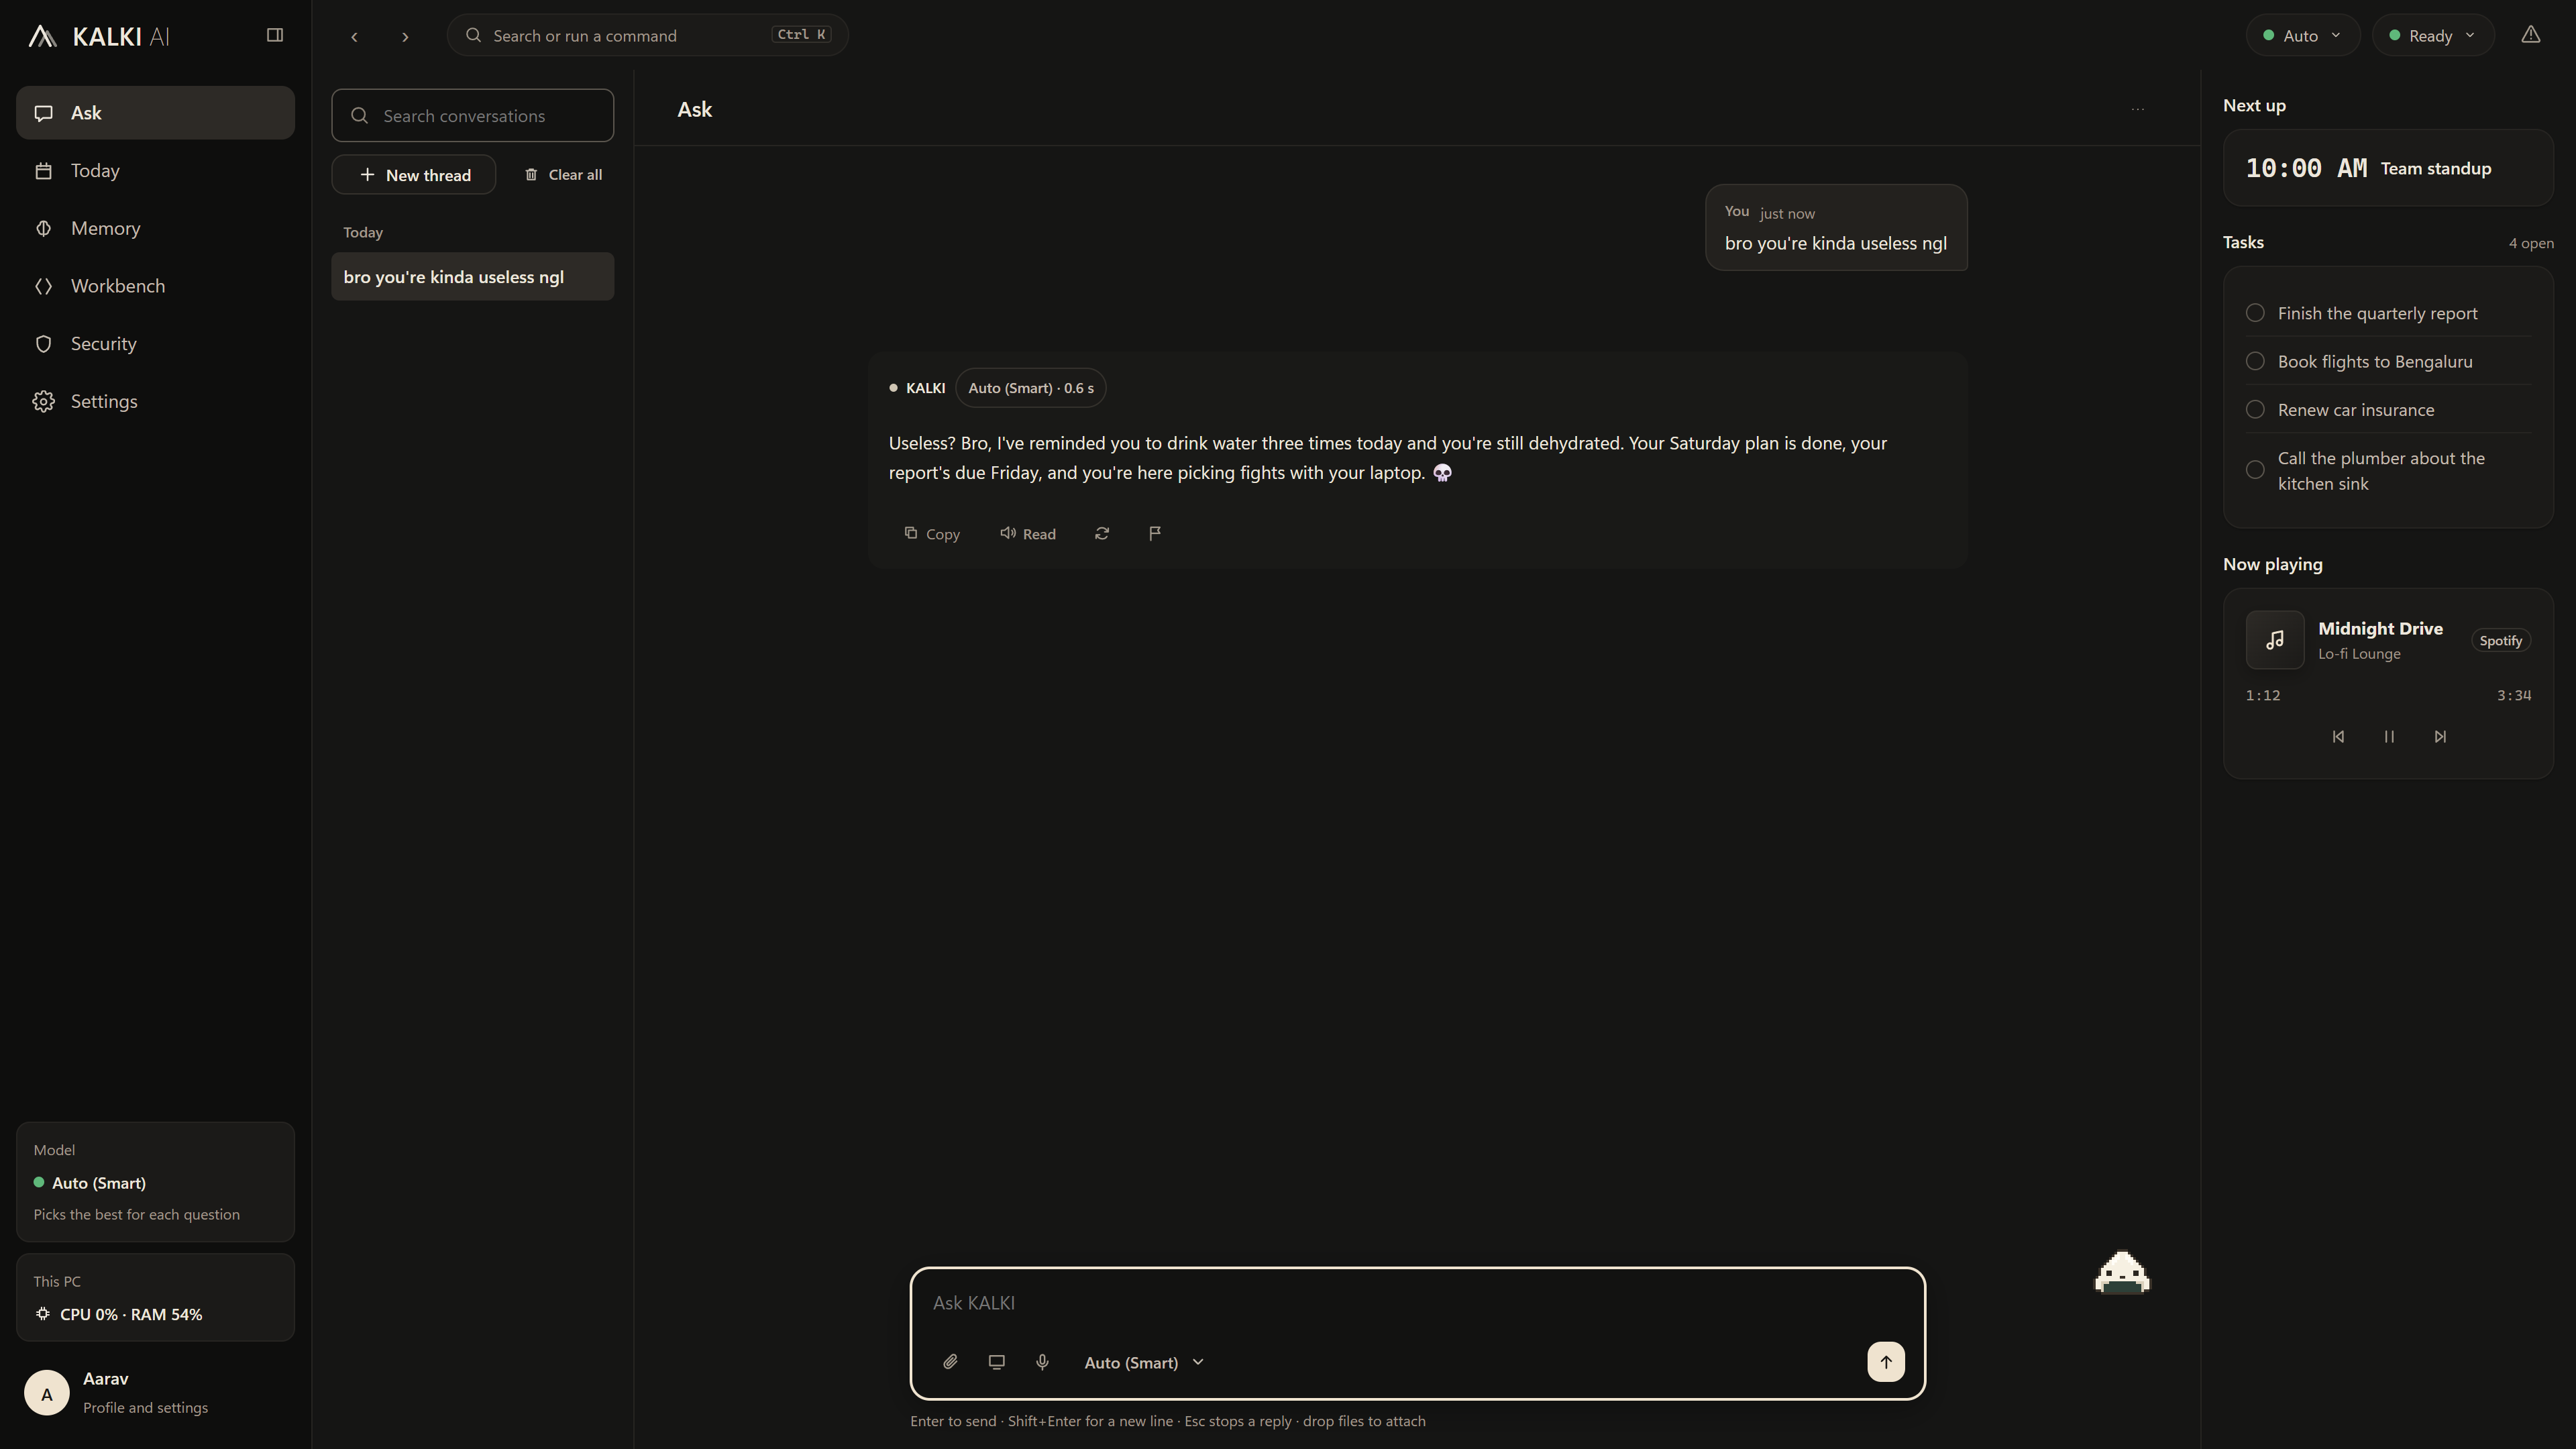 KALKI AI
Ask
Today
Memory
Workbench
Security
Settings
Model
Auto (Smart)
Picks the best for each question
This PC
CPU 0% · RAM 54%
A
Aarav
Profile and settings
Search or run a command
Ctrl K
Auto
Ready
Search conversations
New thread
Clear all
Today
bro you're kinda useless ngl
Ask
You just now
bro you're kinda useless ngl
KALKI Auto (Smart) · 0.6 s
Useless? Bro, I've reminded you to drink water three times today and you're still dehydrated. Your Saturday plan is done, your
report's due Friday, and you're here picking fights with your laptop. 💀
Copy
Read
Ask KALKI
Auto (Smart)
Enter to send · Shift+Enter for a new line · Esc stops a reply · drop files to attach
Next up
10:00 AM Team standup
Tasks
4 open
Finish the quarterly report
Book flights to Bengaluru
Renew car insurance
Call the plumber about the
kitchen sink
Now playing
Midnight Drive
Lo-fi Lounge
Spotify
1:12
3:34